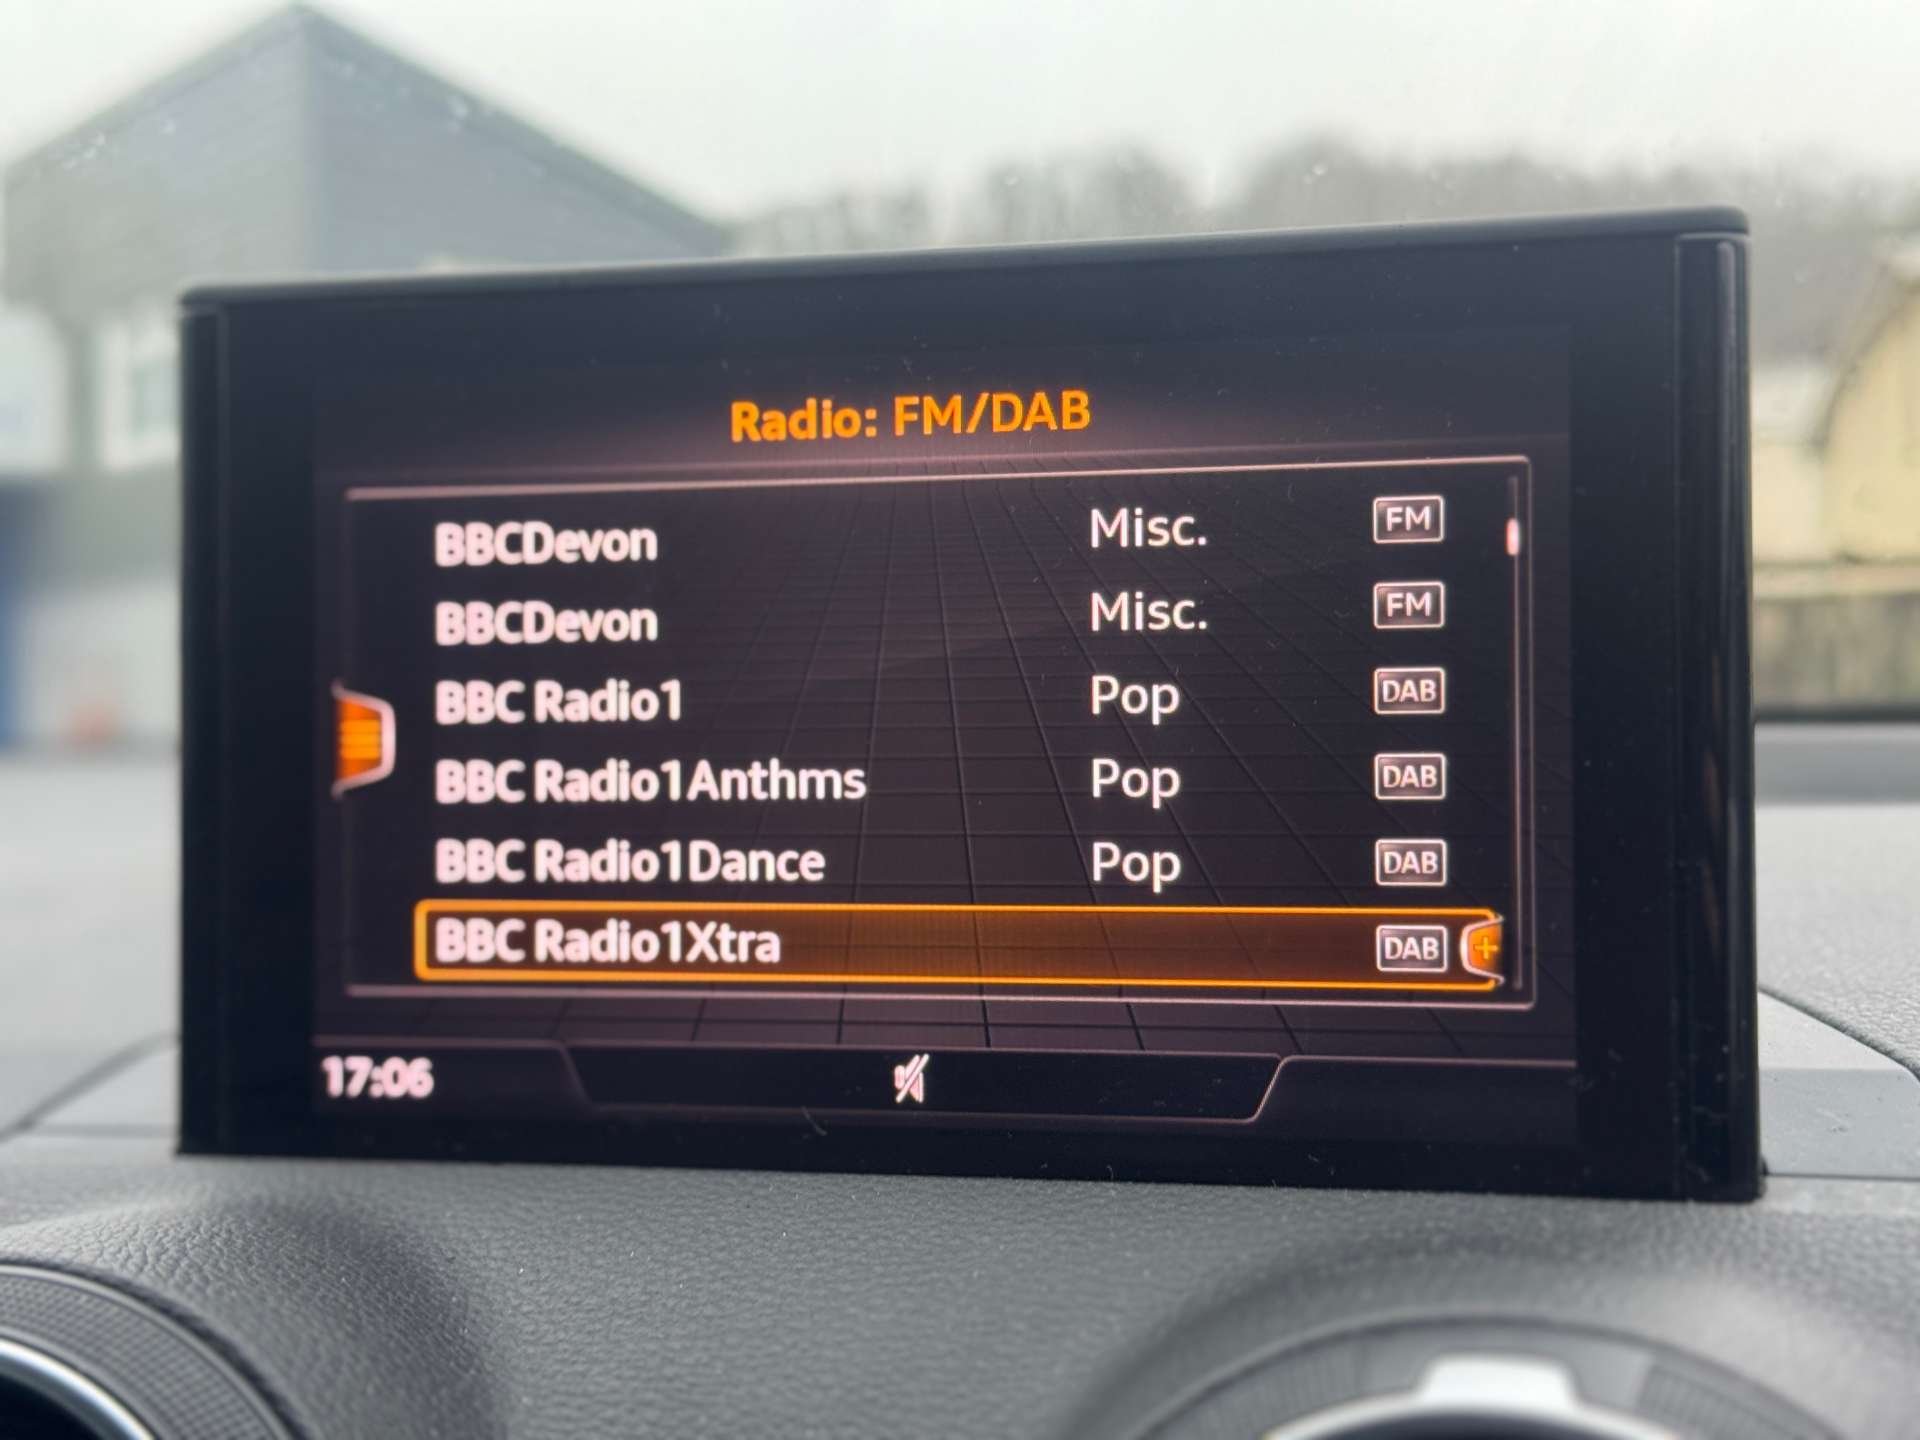 Radio: FM/DAB
BBCDevon Misc. FM
BBCDevon Misc. FM
BBC Radio1 Pop DAB
BBC Radio1Anthms Pop DAB
BBC Radio1Dance Pop DAB
BBC Radio1Xtra DAB +
17:06